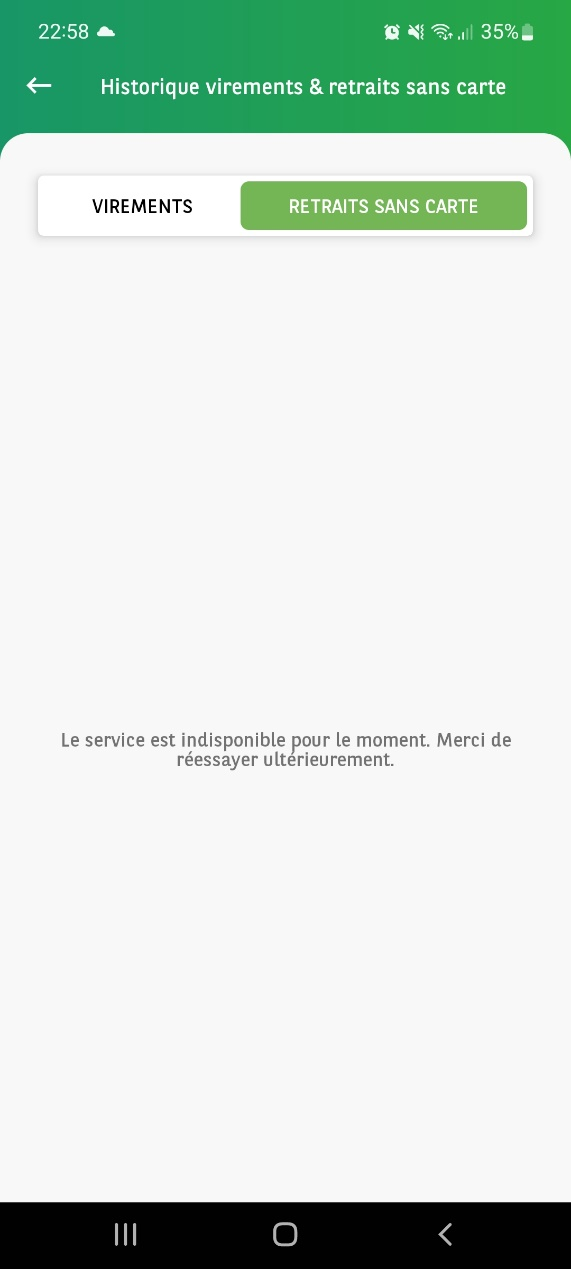 22:58 35%
Historique virements & retraits sans carte
VIREMENTS RETRAITS SANS CARTE
Le service est indisponible pour le moment. Merci de
réessayer ultérieurement.